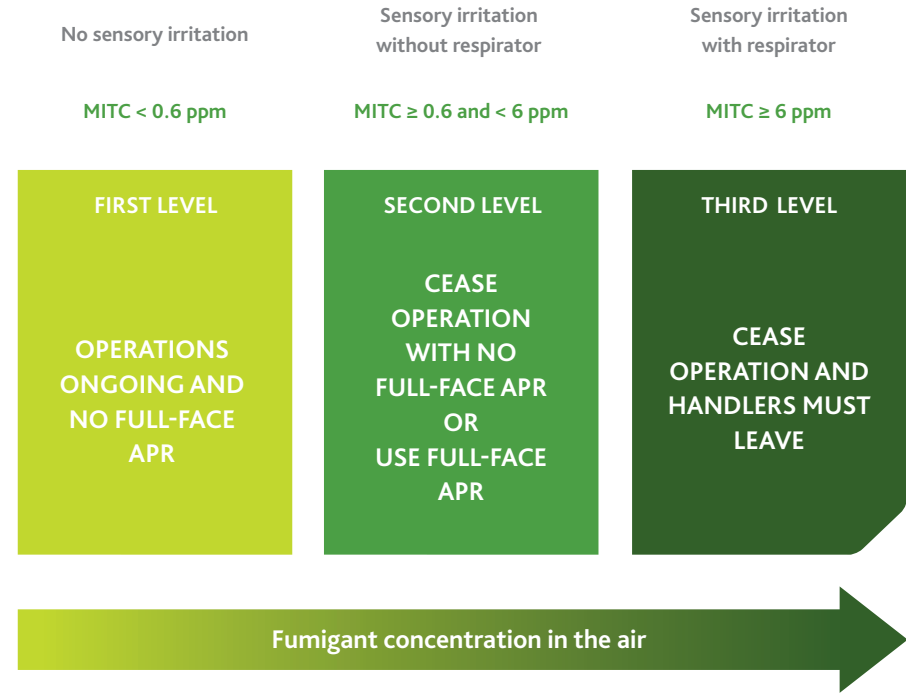 No sensory irritation
Sensory irritation
without respirator
Sensory irritation
with respirator
MITC < 0.6 ppm
MITC ≥ 0.6 and < 6 ppm
MITC ≥ 6 ppm
FIRST LEVEL
OPERATIONS
ONGOING AND
NO FULL-FACE
APR
SECOND LEVEL
CEASE
OPERATION
WITH NO
FULL-FACE APR
OR
USE FULL-FACE
APR
THIRD LEVEL
CEASE
OPERATION AND
HANDLERS MUST
LEAVE
Fumigant concentration in the air